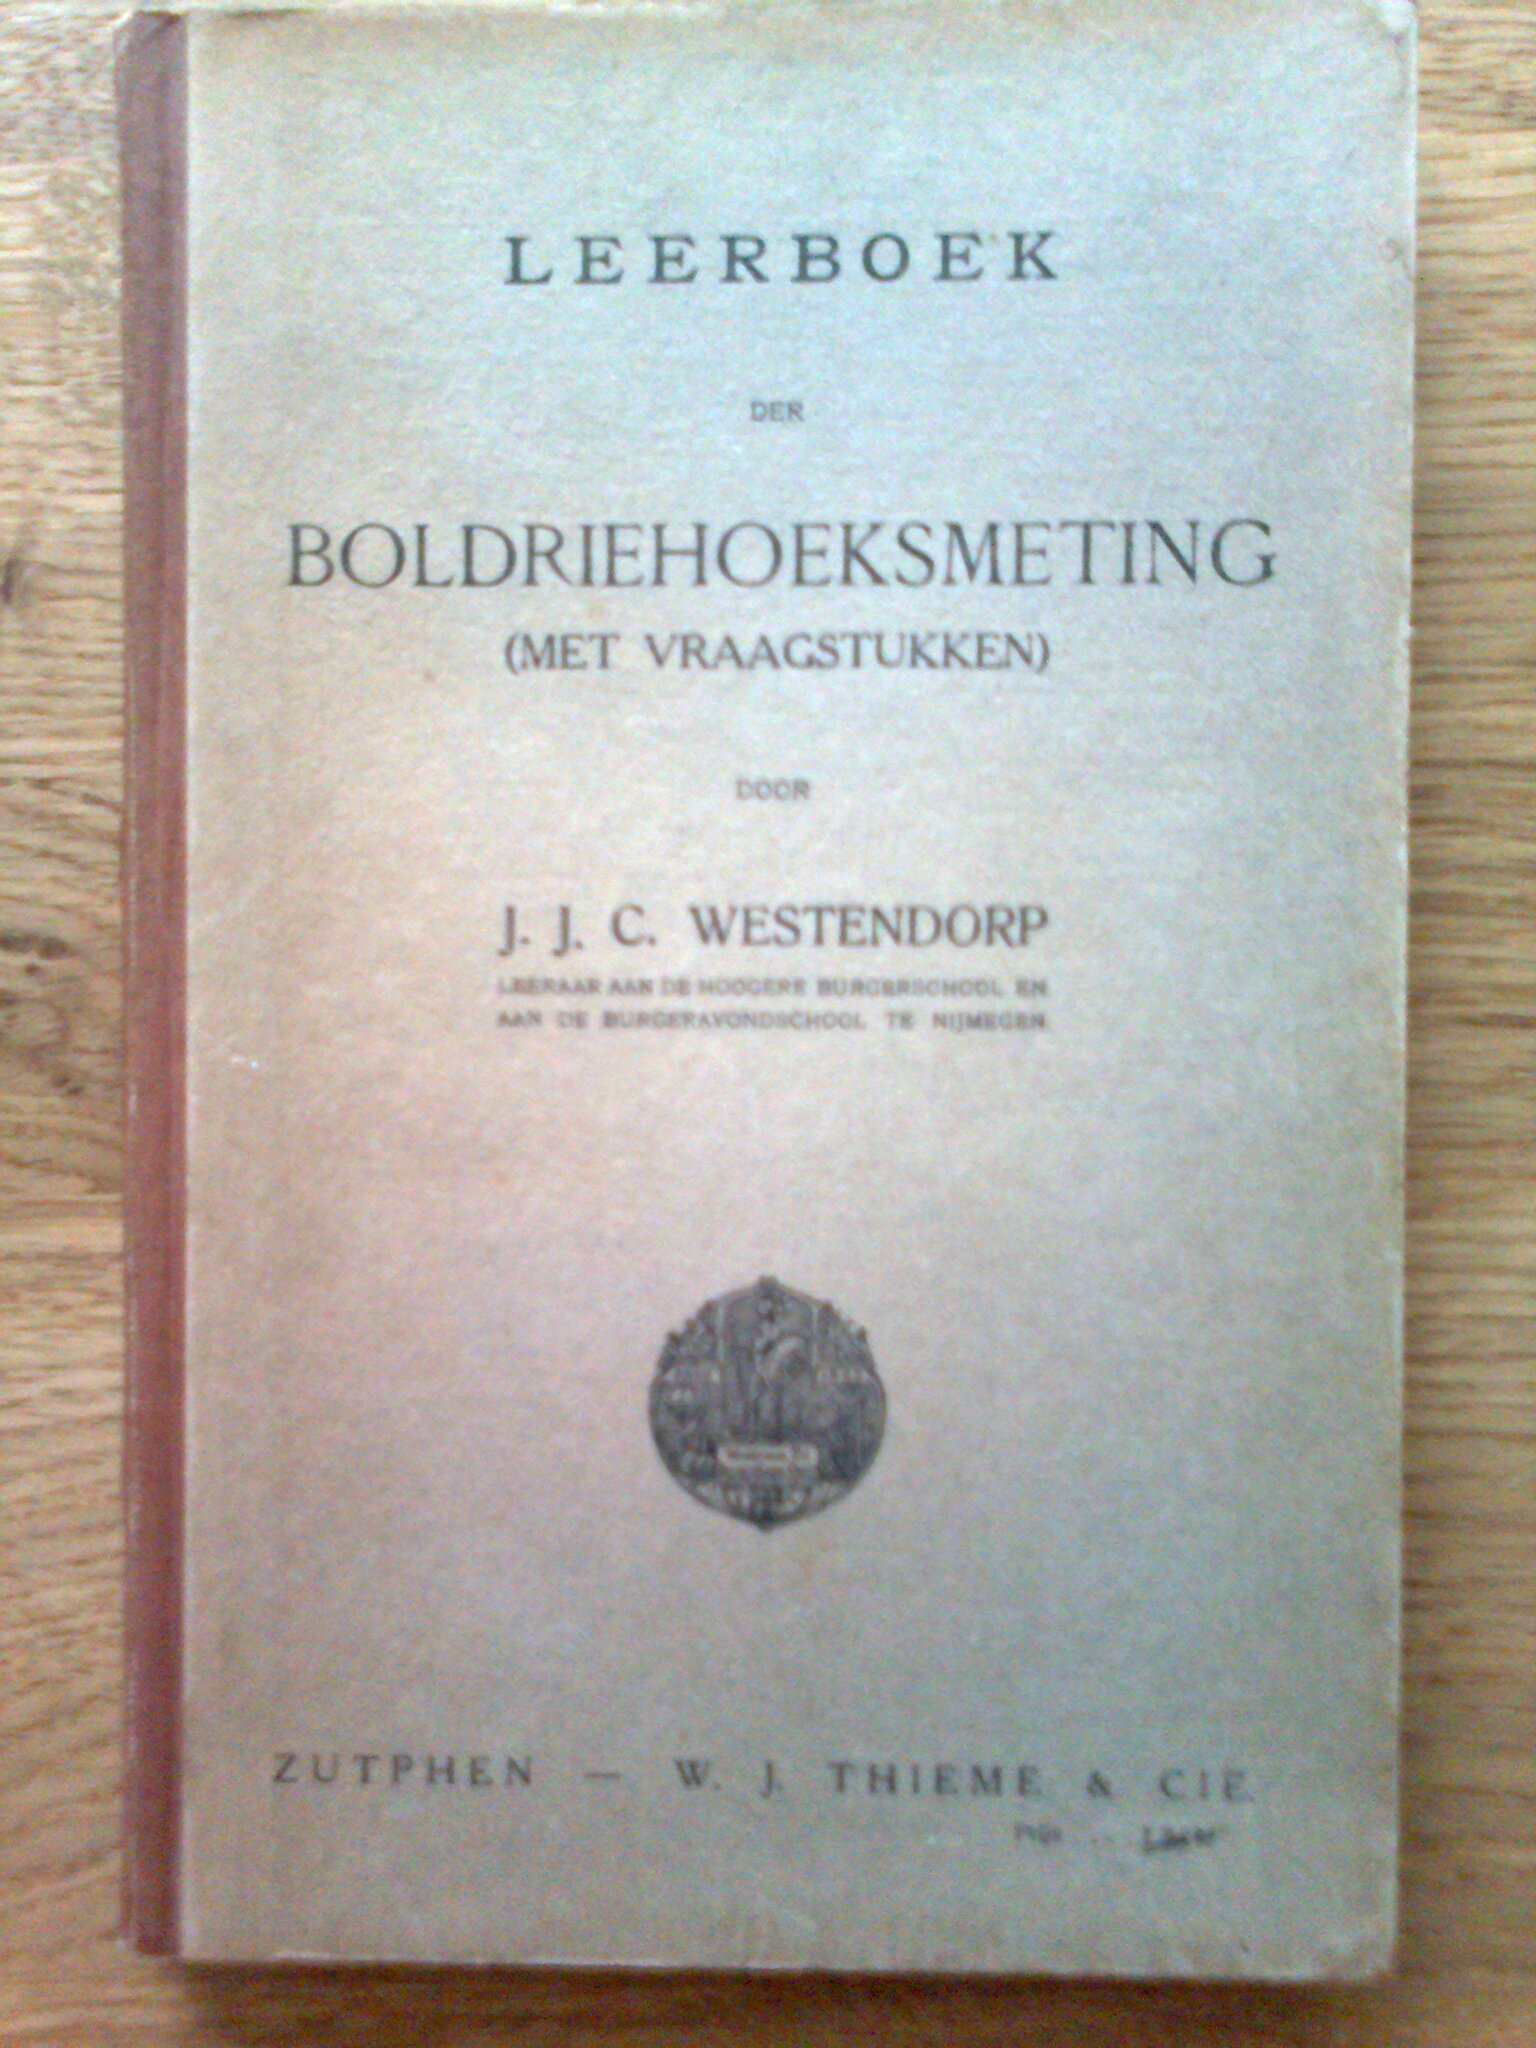 LEERBOEK
DER
BOLDRIEHOEKSMETING
(MET VRAAGSTUKKEN)
DOOR
J. J. C. WESTENDORP
LEERAAR AAN DE HOOGERE BURGERSCHOOL EN
AAN DE BURGERAVONDSCHOOL TE NIJMEGEN
ZUTPHEN — W. J. THIEME & CIE